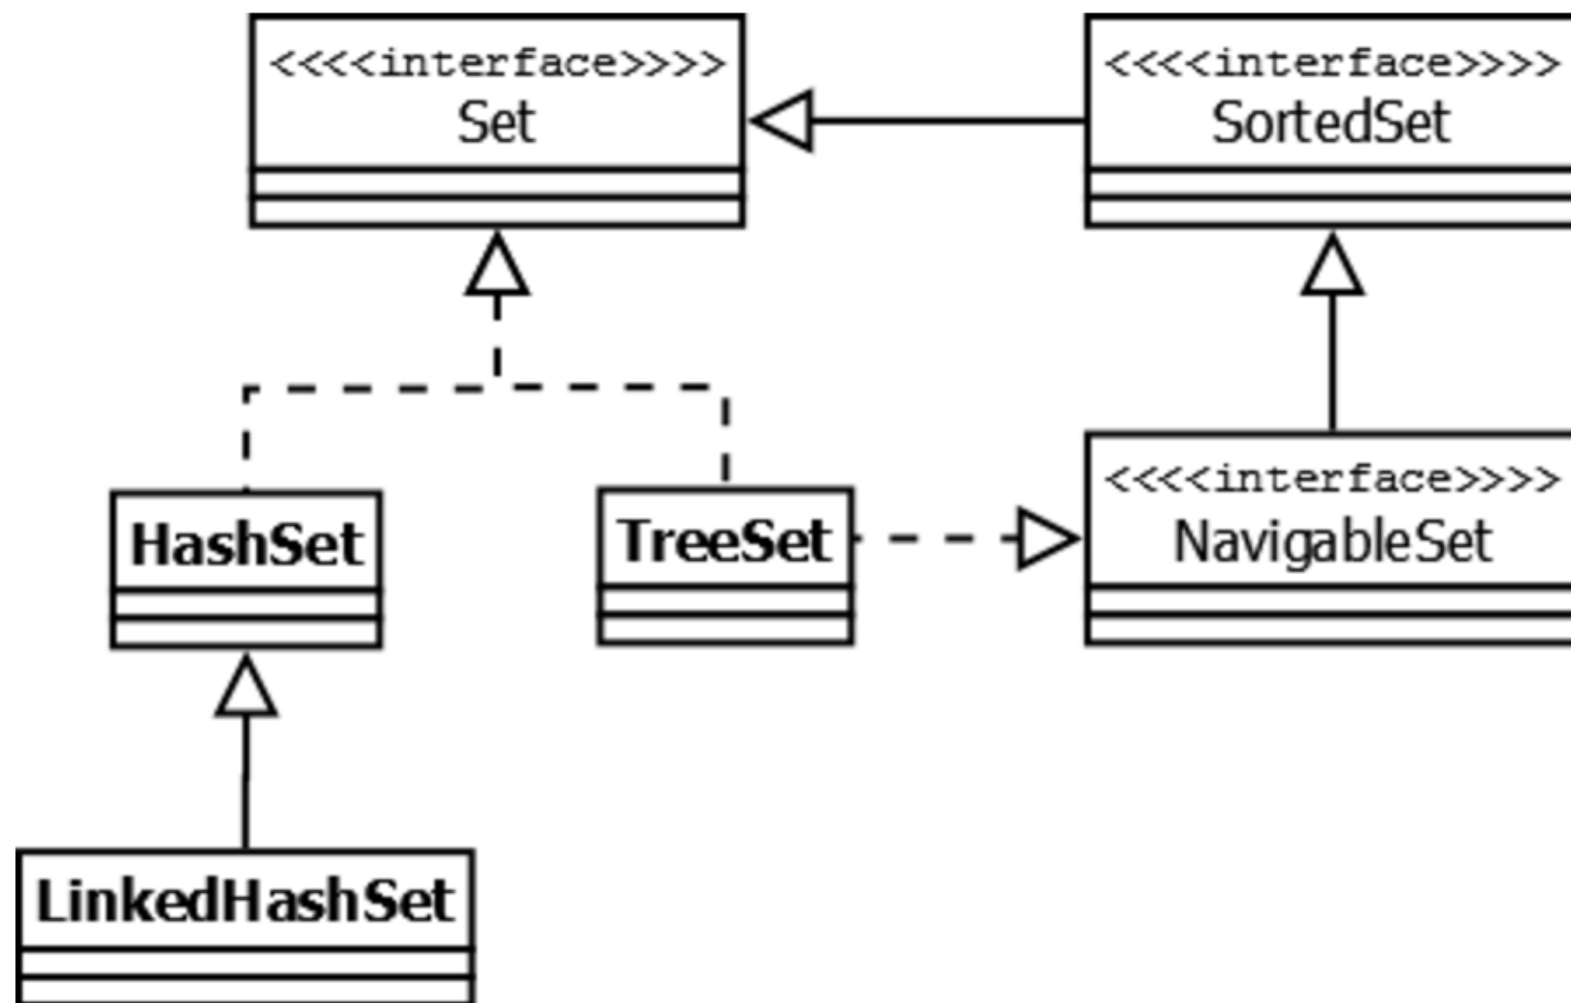 <<<<interface>>>>
Set
<<<<interface>>>>
SortedSet
HashSet
TreeSet
<<<<interface>>>>
NavigableSet
LinkedHashSet